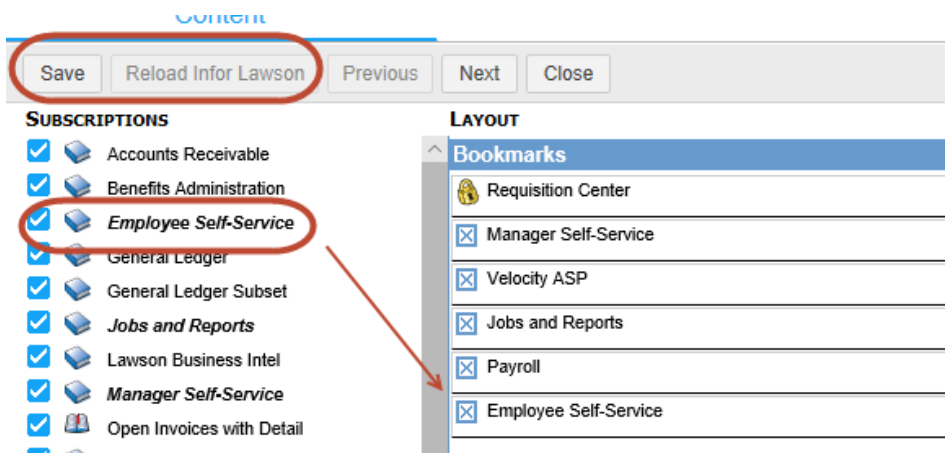 Content
Save Reload Infor Lawson Previous Next Close
SUBSCRIPTIONS
Accounts Receivable
Benefits Administration
Employee Self-Service
General Ledger
General Ledger Subset
Jobs and Reports
Lawson Business Intel
Manager Self-Service
Open Invoices with Detail
LAYOUT
Bookmarks
Requisition Center
Manager Self-Service
Velocity ASP
Jobs and Reports
Payroll
Employee Self-Service